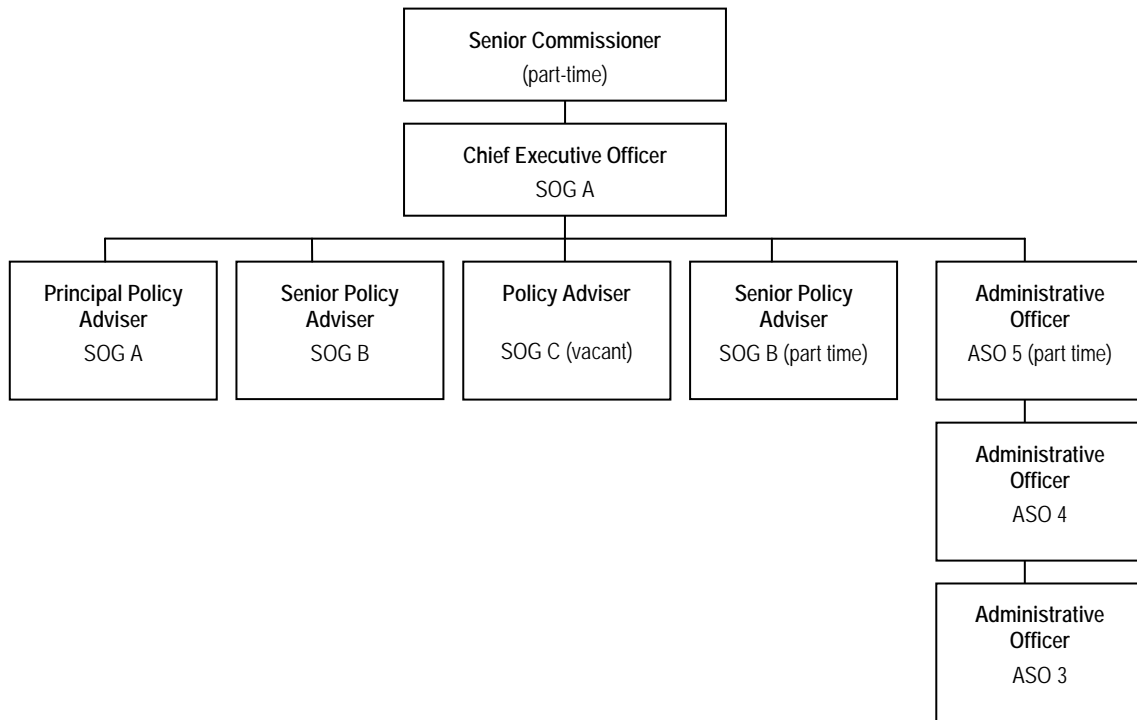 Senior Commissioner
(part-time)
Chief Executive Officer
SOG A
Principal Policy
Adviser
SOG A
Senior Policy
Adviser
SOG B
Policy Adviser
SOG C (vacant)
Senior Policy
Adviser
SOG B (part time)
Administrative
Officer
ASO 5 (part time)
Administrative
Officer
ASO 4
Administrative
Officer
ASO 3